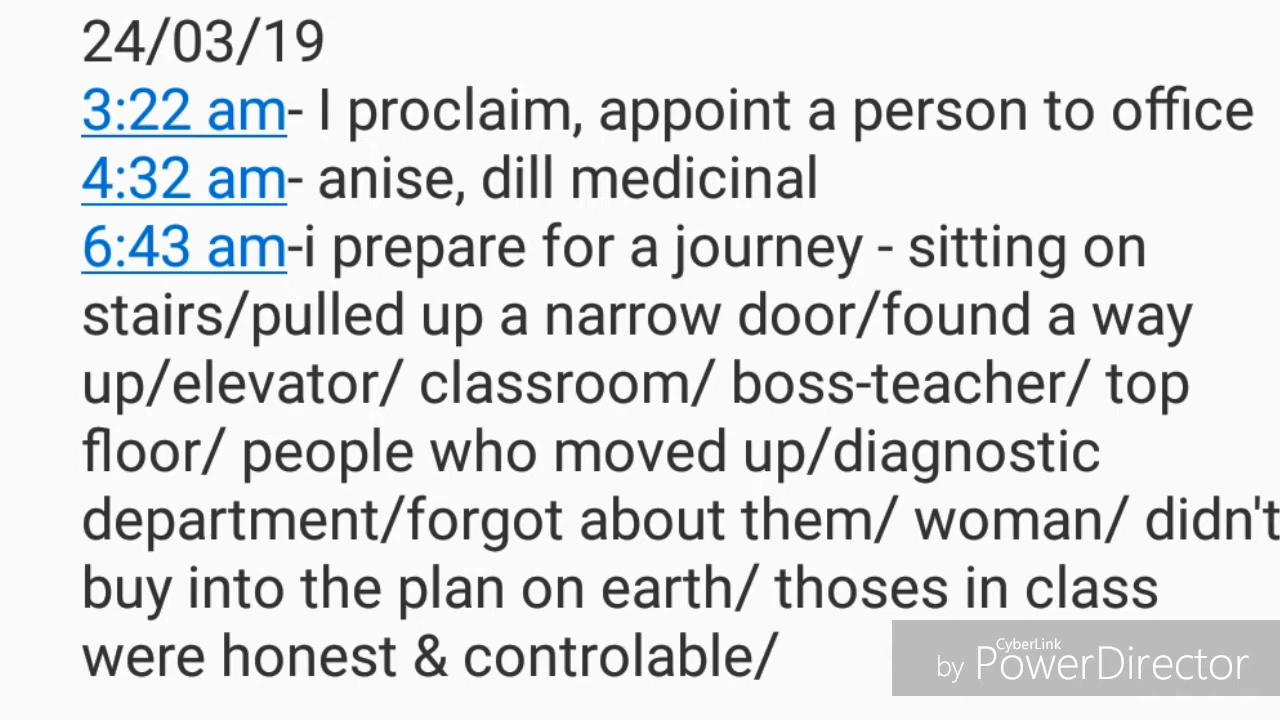 24/03/19
3:22 am- I proclaim, appoint a person to office
4:32 am- anise, dill medicinal
6:43 am-i prepare for a journey - sitting on
stairs/pulled up a narrow door/found a way
up/elevator/ classroom/ boss-teacher/ top
floor/ people who moved up/diagnostic
department/forgot about them/ woman/ didn't
buy into the plan on earth/ thoses in class
were honest & controlable/
CyberLink
by PowerDirector